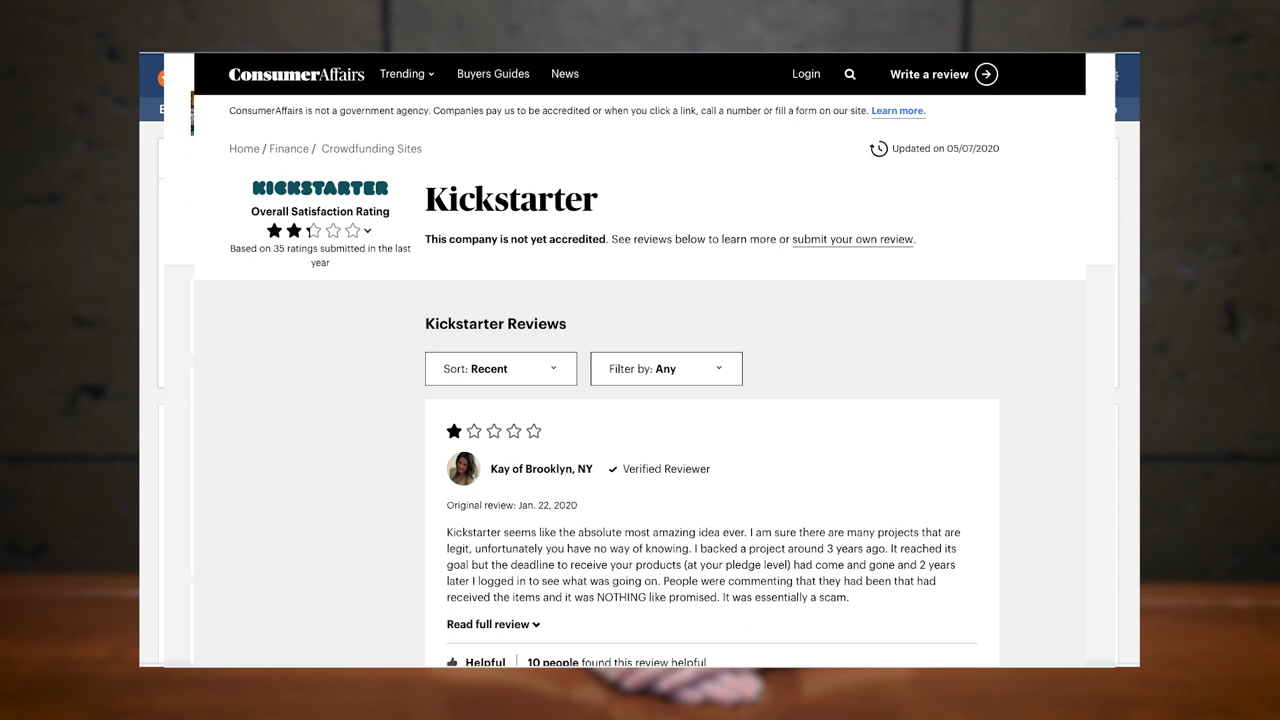 ConsumerAffairs Trending Buyers Guides News Login Write a review
ConsumerAffairs is not a government agency. Companies pay us to be accredited or when you click a link, call a number or fill a form on our site. Learn more.
Home / Finance / Crowdfunding Sites
Updated on 05/07/2020
KICKSTARTER
Overall Satisfaction Rating
Based on 35 ratings submitted in the last
year
Kickstarter
This company is not yet accredited. See reviews below to learn more or submit your own review.
Kickstarter Reviews
Sort: Recent
Filter by: Any
Kay of Brooklyn, NY Verified Reviewer
Original review: Jan. 22, 2020
Kickstarter seems like the absolute most amazing idea ever. I am sure there are many projects that are
legit, unfortunately you have no way of knowing. I backed a project around 3 years ago. It reached its
goal but the deadline to receive your products (at your pledge level) had come and gone and 2 years
later I logged in to see what was going on. People were commenting that they had been that had
received the items and it was NOTHING like promised. It was essentially a scam.
Read full review
Helpful 10 people found this review helpful